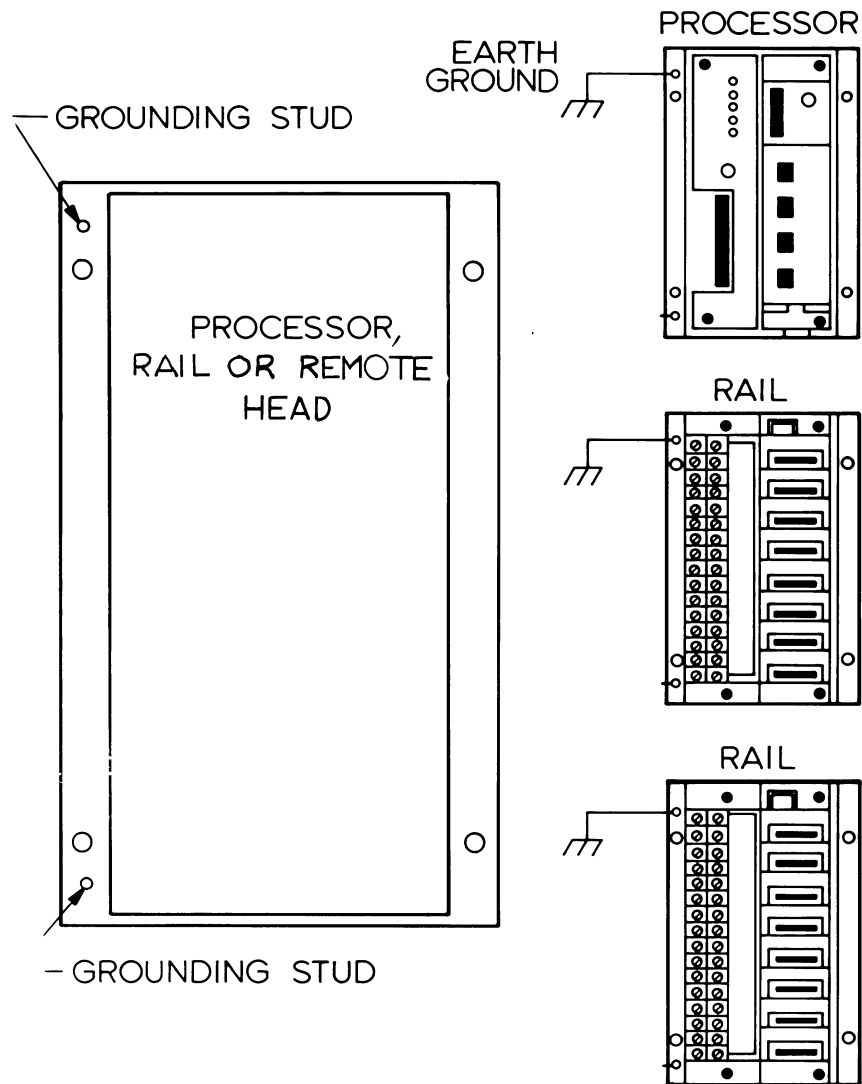 PROCESSOR
EARTH
GROUND
GROUNDING STUD
PROCESSOR,
RAIL OR REMOTE
HEAD
RAIL
RAIL
GROUNDING STUD